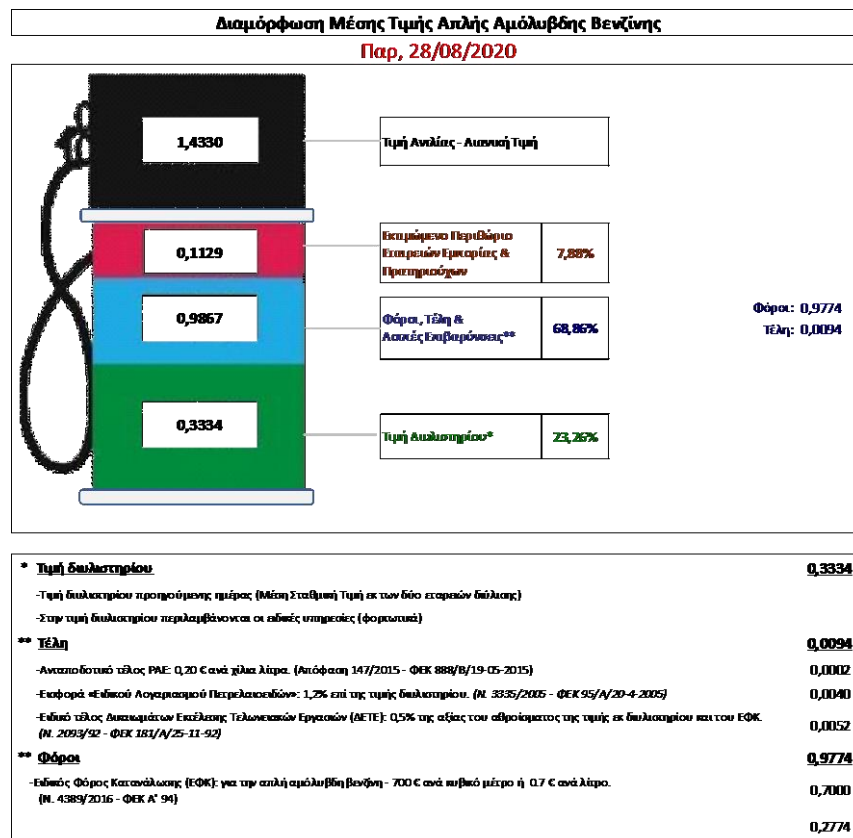 Διαμόρφωση Μέσης Τιμής Απλής Αμόλυβδης Βενζίνης
Παρ, 28/08/2020
1,4330
Τιμή Αντλίας - Λιανική Τιμή
0,1129
Εκτιμώμενο Περιθώριο
Εταιρειών Εμπορίας &
Πρατηριούχων
7,88%
0,9867
Φόροι, Τέλη &
Λοιπές Επιβαρύνσεις**
68,86%
Φόροι: 0,9774
Τέλη: 0,0094
0,3334
Τιμή Διυλιστηρίου*
23,26%
* Τιμή διυλιστηρίου 0,3334
-Τιμή διυλιστηρίου προηγούμενης ημέρας (Μέση Σταθμική Τιμή εκ των δύο εταιρειών διύλισης)
-Στην τιμή διυλιστηρίου περιλαμβάνονται οι ειδικές υπηρεσίες (φορτωτικά)
** Τέλη 0,0094
-Ανταποδοτικό τέλος ΡΑΕ: 0,20 € ανά χίλια λίτρα. (Απόφαση 147/2015 - ΦΕΚ 888/Β/19-05-2015) 0,0002
-Εισφορά «Ειδικού Λογαριασμού Πετρελαιοειδών»: 1,2% επί της τιμής διυλιστηρίου. (Ν. 3335/2005 - ΦΕΚ 95/Α/20-4-2005) 0,0040
-Ειδικό τέλος Δικαιωμάτων Εκτέλεσης Τελωνειακών Εργασιών (ΔΕΤΕ): 0,5% της αξίας του αθροίσματος της τιμής εκ διυλιστηρίου και του ΕΦΚ. 0,0052
(Ν. 2093/92 - ΦΕΚ 181/Α/25-11-92)
** Φόροι 0,9774
-Ειδικός Φόρος Κατανάλωσης (ΕΦΚ): για την απλή αμόλυβδη βενζίνη - 700 € ανά κυβικό μέτρο ή 0.7 € ανά λίτρο. 0,7000
(Ν. 4389/2016 - ΦΕΚ Α' 94)
0,2774